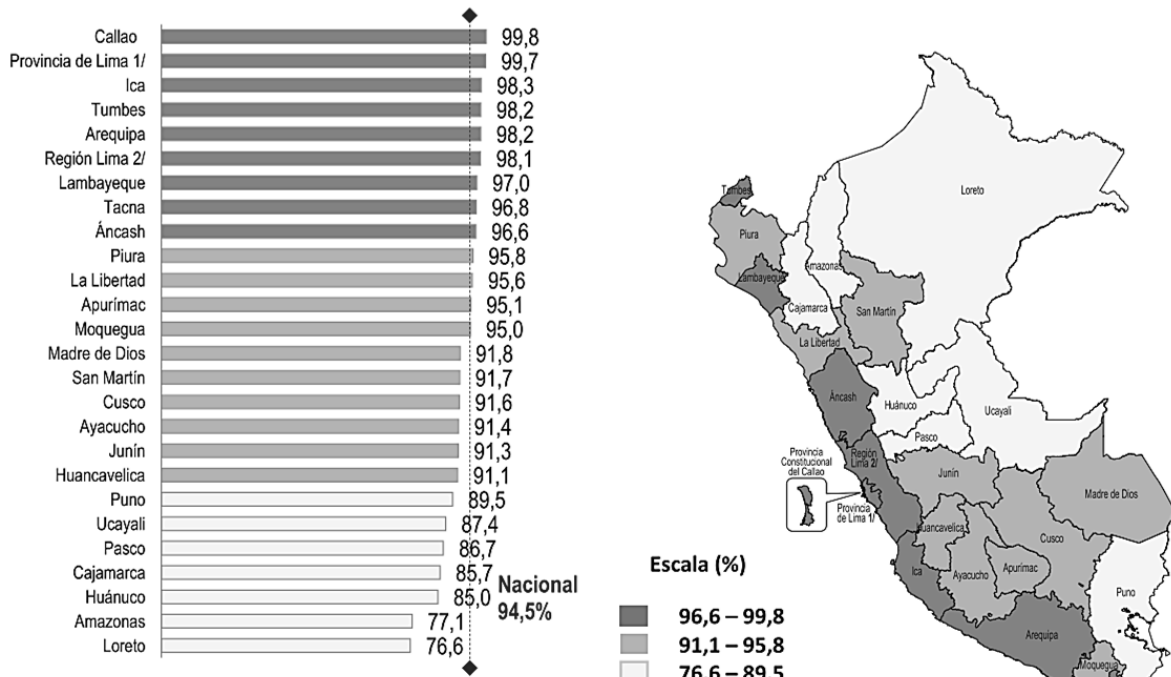 Callao 99,8
Provincia de Lima 1/ 99,7
Ica 98,3
Tumbes 98,2
Arequipa 98,2
Región Lima 2/ 98,1
Lambayeque 97,0
Tacna 96,8
Áncash 96,6
Piura 95,8
La Libertad 95,6
Apurímac 95,1
Moquegua 95,0
Madre de Dios 91,8
San Martín 91,7
Cusco 91,6
Ayacucho 91,4
Junín 91,3
Huancavelica 91,1
Puno 89,5
Ucayali 87,4
Pasco 86,7
Cajamarca 85,7
Huánuco 85,0
Amazonas 77,1
Loreto 76,6
Nacional
94,5%
Tumbes
Loreto
Piura
Amazonas
Lambayeque
Cajamarca
San Martín
La Libertad
Áncash
Huánuco
Ucayali
Pasco
Provincia
Constitucional
del Callao
Región
Lima 2/
Junín
Madre de Dios
Provincia
de Lima 1/
Huancavelica
Cusco
Ica
Ayacucho
Apurímac
Puno
Arequipa
Moquegua
Escala (%)
96,6 – 99,8
91,1 – 95,8
76,6 – 89,5